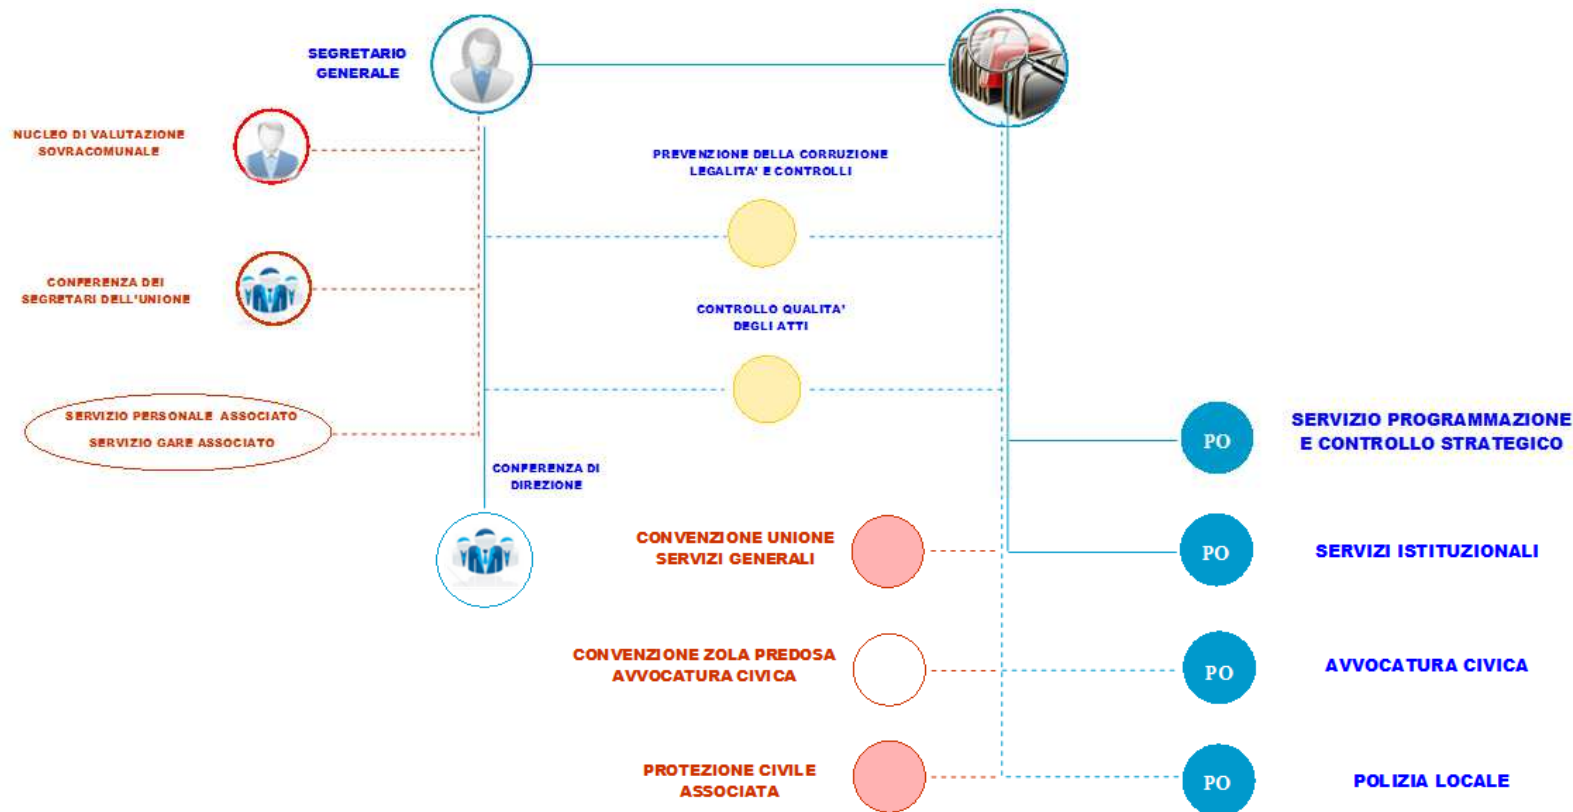 SEGRETARIO
GENERALE
NUCLEO DI VALUTAZIONE
SOVRACOMUNALE
PREVENZIONE DELLA CORRUZIONE
LEGALITA' E CONTROLLI
CONFERENZA DEI
SEGRETARI DELL'UNIONE
CONTROLLO QUALITA'
DEGLI ATTI
SERVIZIO PERSONALE ASSOCIATO
SERVIZIO GARE ASSOCIATO
PO
SERVIZIO PROGRAMMAZIONE
E CONTROLLO STRATEGICO
CONFERENZA DI
DIREZIONE
CONVENZIONE UNIONE
SERVIZI GENERALI
PO
SERVIZI ISTITUZIONALI
CONVENZIONE ZOLA PREDOSA
AVVOCATURA CIVICA
PO
AVVOCATURA CIVICA
PROTEZIONE CIVILE
ASSOCIATA
PO
POLIZIA LOCALE